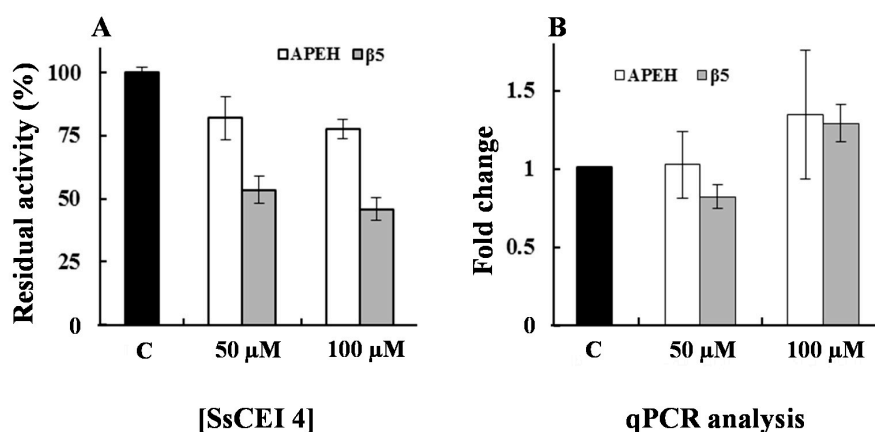 A
APEH β5
Residual activity (%)
100
75
50
25
0
C 50 µM 100 µM
[SsCEI 4]
B
APEH β5
Fold change
1.5
1
0.5
0
C 50 µM 100 µM
qPCR analysis